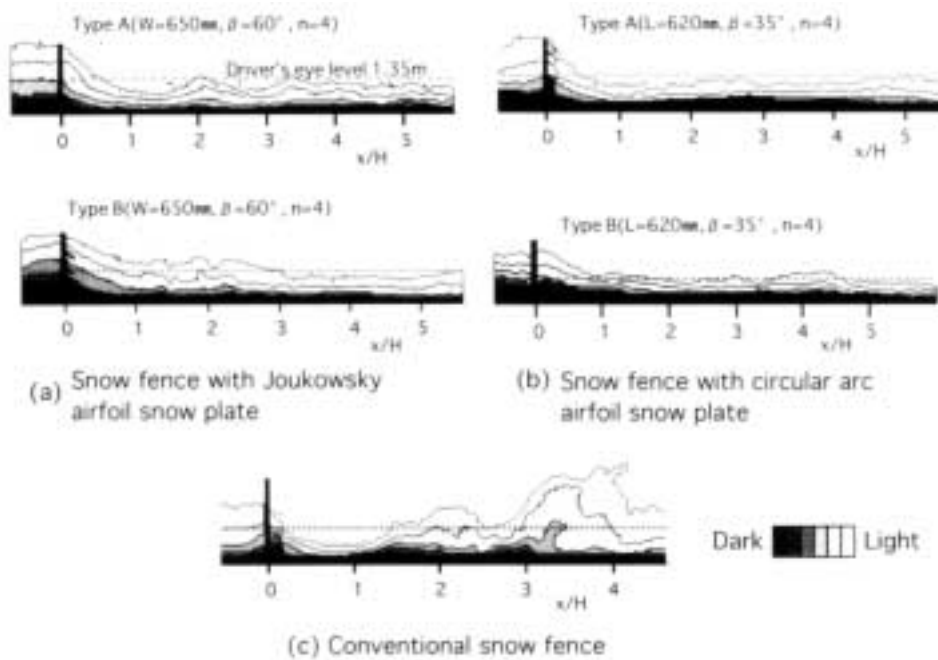 Type A(W=650㎜, β=60°, n=4)
Driver's eye level 1.35m
0 1 2 3 4 5
x/H
Type B(W=650㎜, β=60°, n=4)
0 1 2 3 4 5
x/H
(a) Snow fence with Joukowsky
airfoil snow plate
Type A(L=620㎜, β=35°, n=4)
0 1 2 3 4 5
x/H
Type B(L=620㎜, β=35°, n=4)
0 1 2 3 4 5
x/H
(b) Snow fence with circular arc
airfoil snow plate
0 1 2 3 4
x/H
Dark Light
(c) Conventional snow fence